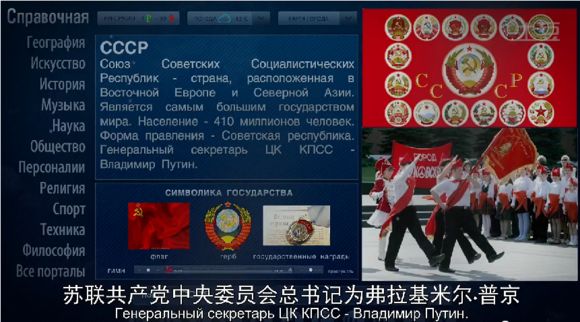 Справочная
География
Искусство
История
Музыка
Наука
Общество
Персоналии
Религия
Спорт
Техника
Философия
Все порталы
СССР
Союз Советских Социалистических
Республик - страна, расположенная в
Восточной Европе и Северной Азии.
Является самым большим государством
мира. Население - 410 миллионов человек.
Форма правления - Советская республика.
Генеральный секретарь ЦК КПСС -
Владимир Путин.
СИМВОЛИКА ГОСУДАРСТВА
флаг
герб
государственные награды
гимн
С С С Р
ГОРОД
苏联共产党中央委员会总书记为弗拉基米尔·普京
Генеральный секретарь ЦК КПСС - Владимир Путин.